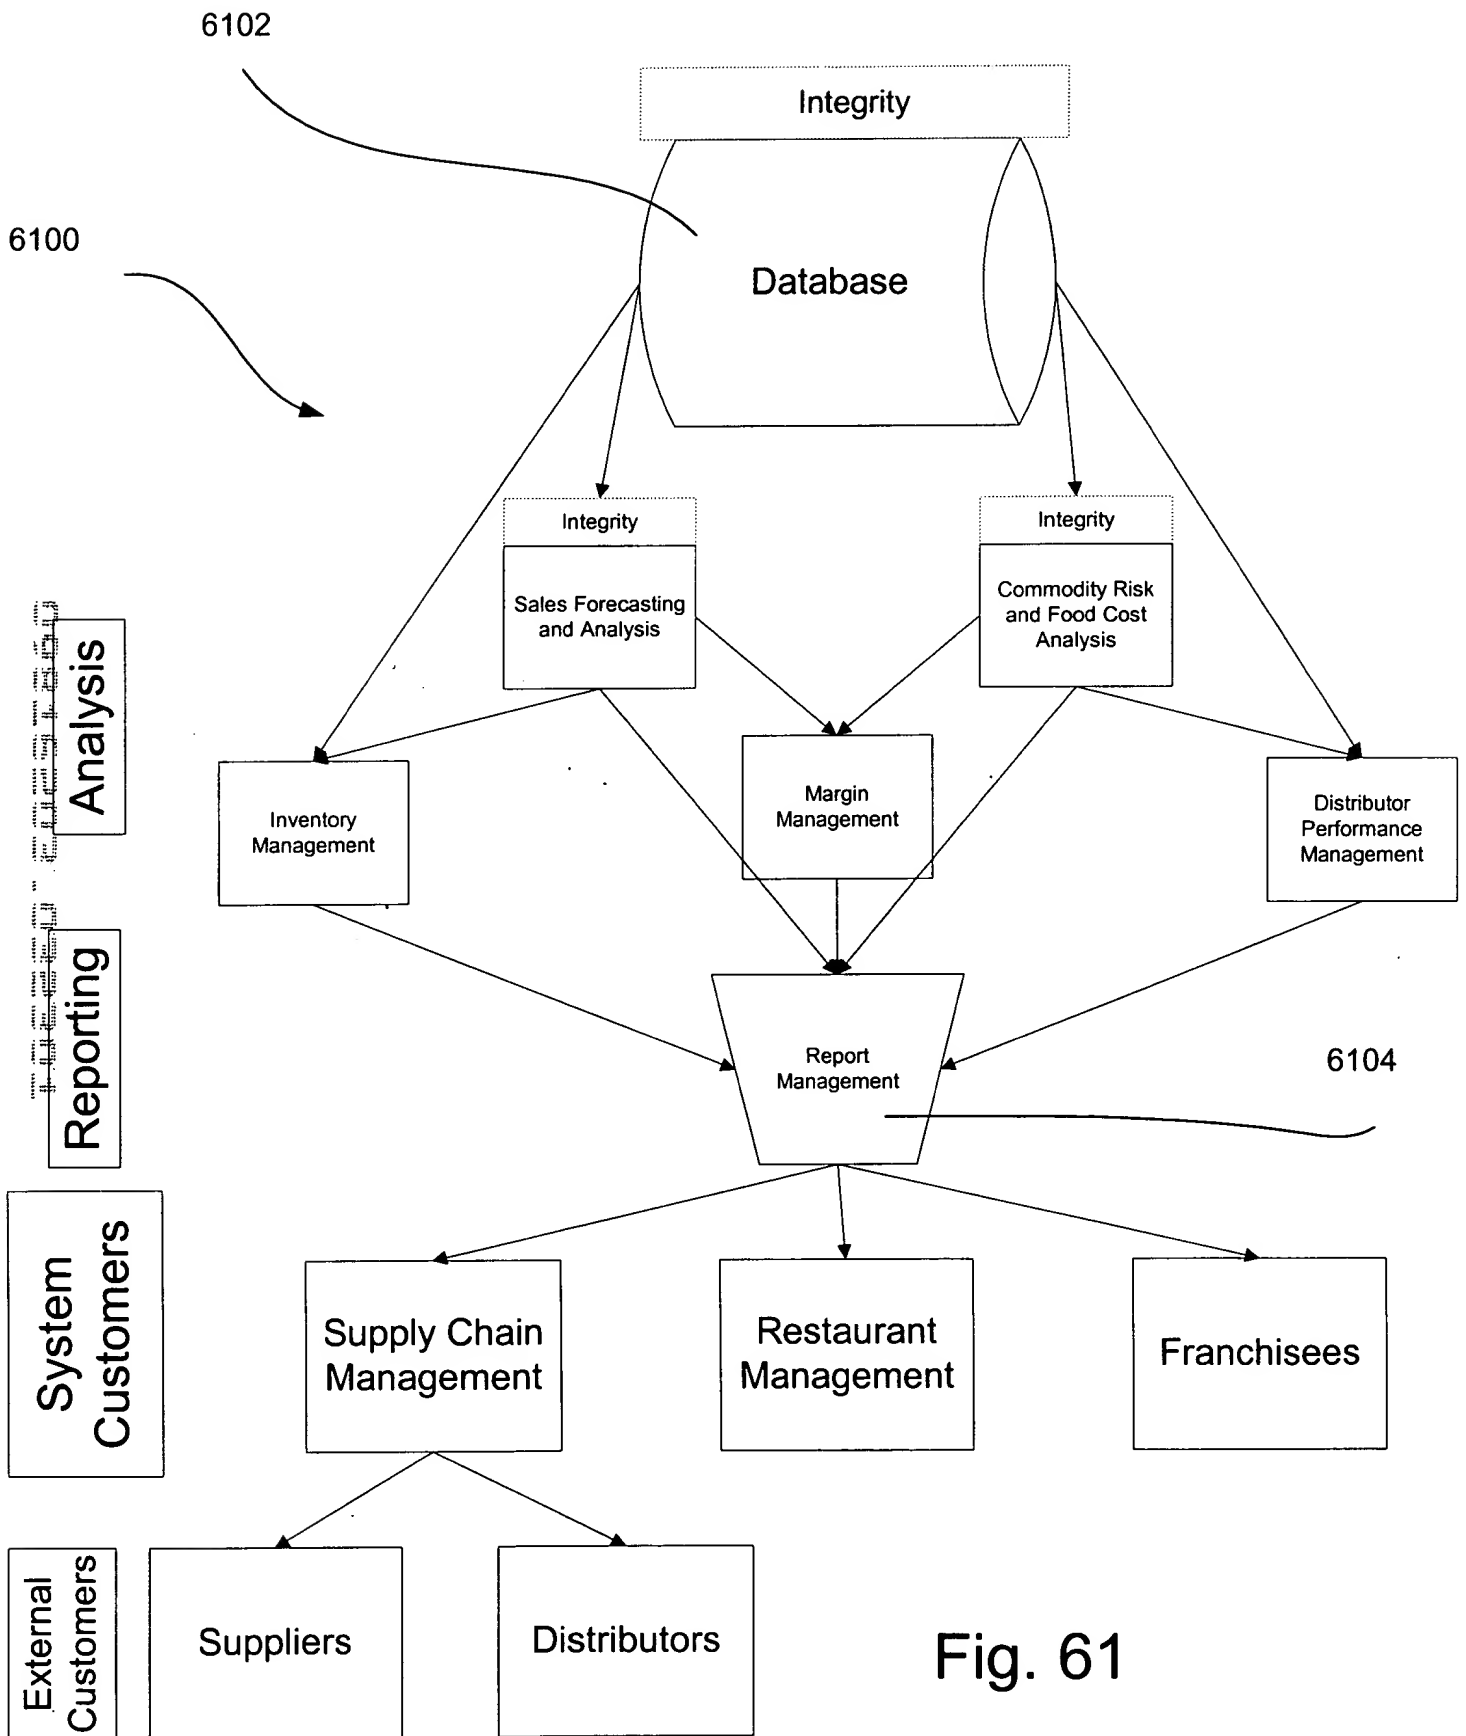 6102
Integrity
6100
Database
Integrity
Integrity
Sales Forecasting
and Analysis
Commodity Risk
and Food Cost
Analysis
Analysis
Inventory
Management
Margin
Management
Distributor
Performance
Management
Reporting
Report
Management
6104
System
Customers
Supply Chain
Management
Restaurant
Management
Franchisees
External
Customers
Suppliers
Distributors
Fig. 61